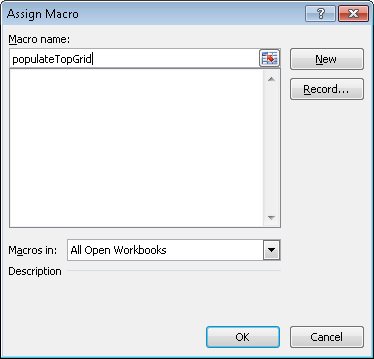 Assign Macro
?
Macro name:
populateTopGrid
New
Record...
Macros in:
All Open Workbooks
Description
OK
Cancel